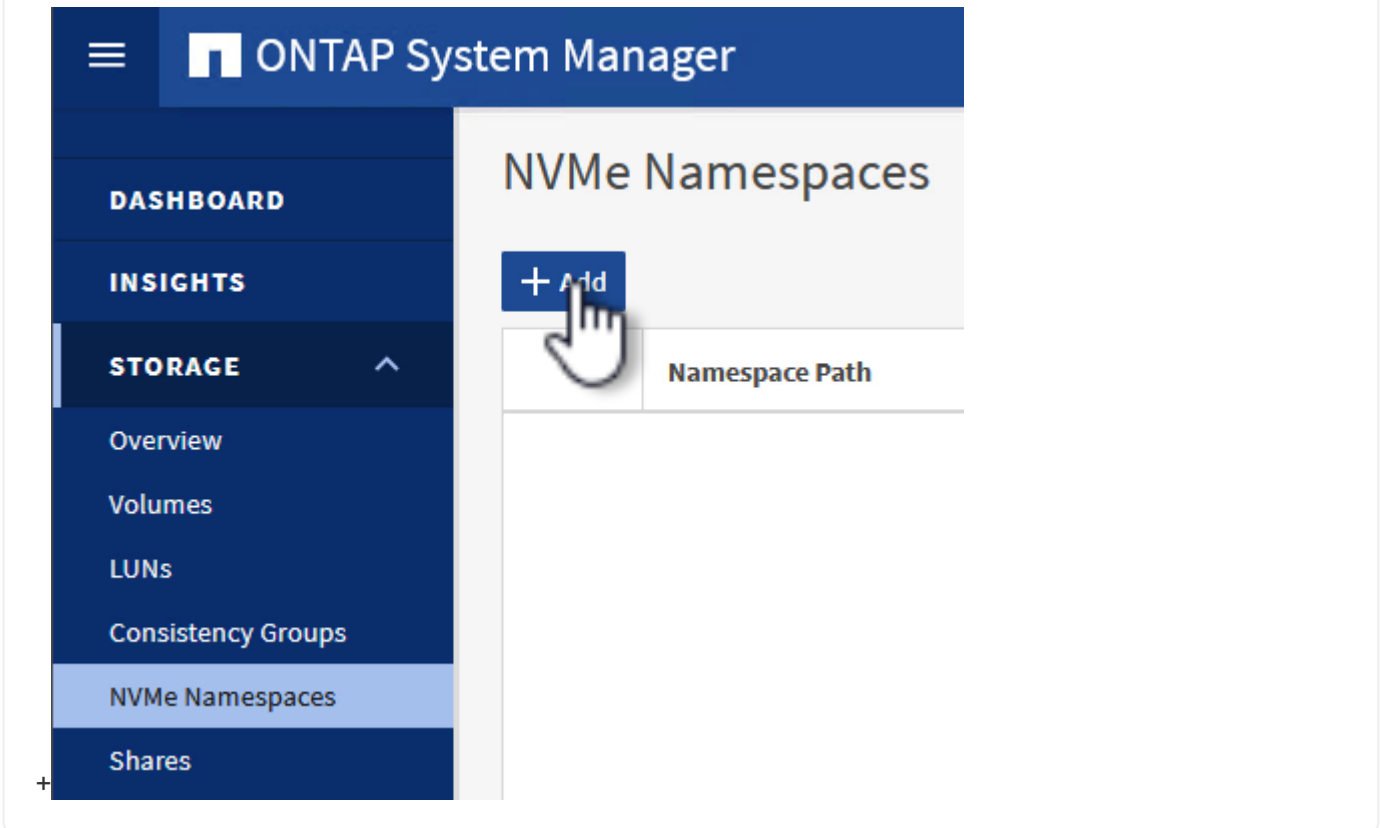 ONTAP System Manager
DASHBOARD
INSIGHTS
STORAGE
Overview
Volumes
LUNs
Consistency Groups
NVMe Namespaces
Shares
NVMe Namespaces
+ Add
Namespace Path
+